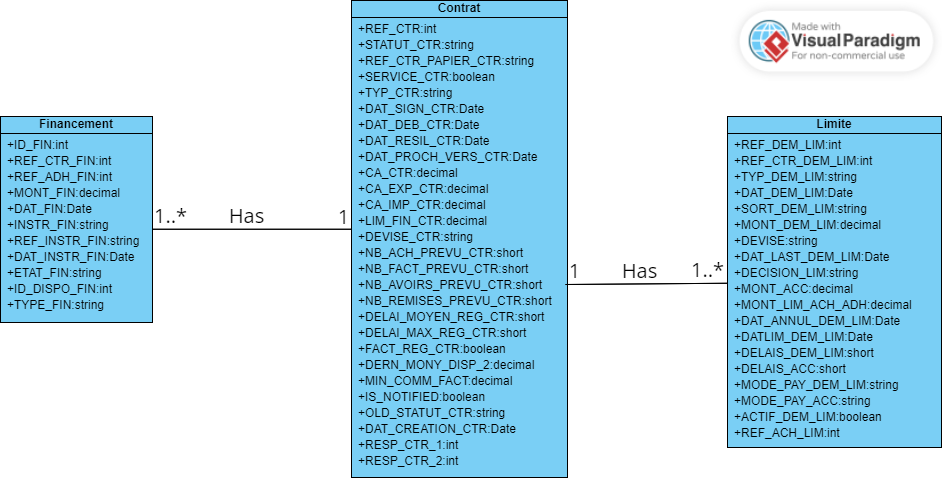 Contrat
+REF_CTR:int
+STATUT_CTR:string
+REF_CTR_PAPIER_CTR:string
+SERVICE_CTR:boolean
+TYP_CTR:string
+DAT_SIGN_CTR:Date
+DAT_DEB_CTR:Date
+DAT_RESIL_CTR:Date
+DAT_PROCH_VERS_CTR:Date
+CA_CTR:decimal
+CA_EXP_CTR:decimal
+CA_IMP_CTR:decimal
+LIM_FIN_CTR:decimal
+DEVISE_CTR:string
+NB_ACH_PREVU_CTR:short
+NB_FACT_PREVU_CTR:short
+NB_AVOIRS_PREVU_CTR:short
+NB_REMISES_PREVU_CTR:short
+DELAI_MOYEN_REG_CTR:short
+DELAI_MAX_REG_CTR:short
+FACT_REG_CTR:boolean
+DERN_MONY_DISP_2:decimal
+MIN_COMM_FACT:decimal
+IS_NOTIFIED:boolean
+OLD_STATUT_CTR:string
+DAT_CREATION_CTR:Date
+RESP_CTR_1:int
+RESP_CTR_2:int
Made with
Visual Paradigm
For non-commercial use
Financement
+ID_FIN:int
+REF_CTR_FIN:int
+REF_ADH_FIN:int
+MONT_FIN:decimal
+DAT_FIN:Date
+INSTR_FIN:string
+REF_INSTR_FIN:string
+DAT_INSTR_FIN:Date
+ETAT_FIN:string
+ID_DISPO_FIN:int
+TYPE_FIN:string
1..* Has 1
1 Has 1..*
Limite
+REF_DEM_LIM:int
+REF_CTR_DEM_LIM:int
+TYP_DEM_LIM:string
+DAT_DEM_LIM:Date
+SORT_DEM_LIM:string
+MONT_DEM_LIM:decimal
+DEVISE:string
+DAT_LAST_DEM_LIM:Date
+DECISION_LIM:string
+MONT_ACC:decimal
+MONT_LIM_ACH_ADH:decimal
+DAT_ANNUL_DEM_LIM:Date
+DATLIM_DEM_LIM:Date
+DELAIS_DEM_LIM:short
+DELAIS_ACC:short
+MODE_PAY_DEM_LIM:string
+MODE_PAY_ACC:string
+ACTIF_DEM_LIM:boolean
+REF_ACH_LIM:int